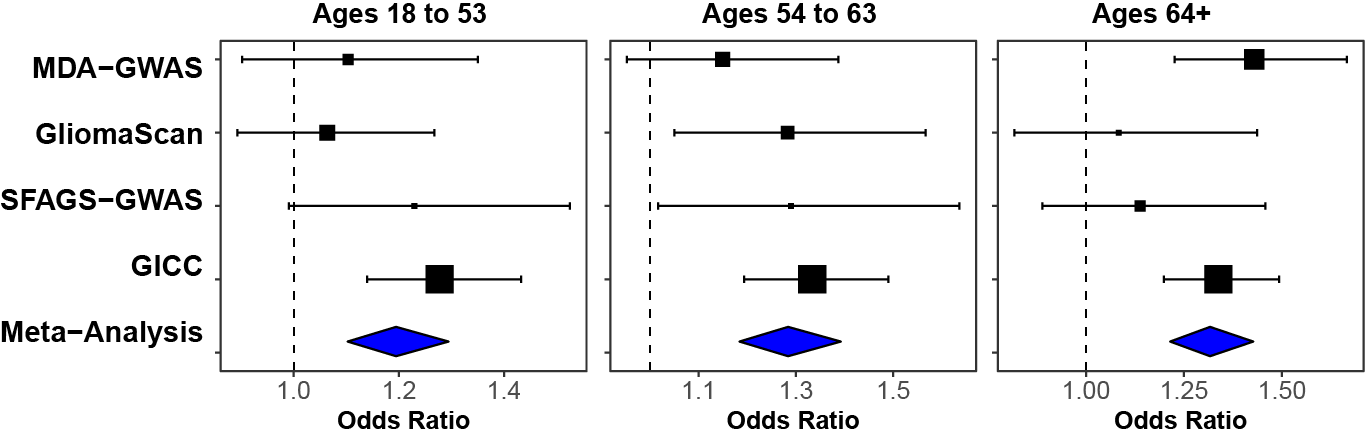 Ages 18 to 53 Ages 54 to 63 Ages 64+
MDA−GWAS
GliomaScan
SFAGS−GWAS
GICC
Meta−Analysis
1.0 1.2 1.4 1.1 1.3 1.5 1.00 1.25 1.50
Odds Ratio Odds Ratio Odds Ratio